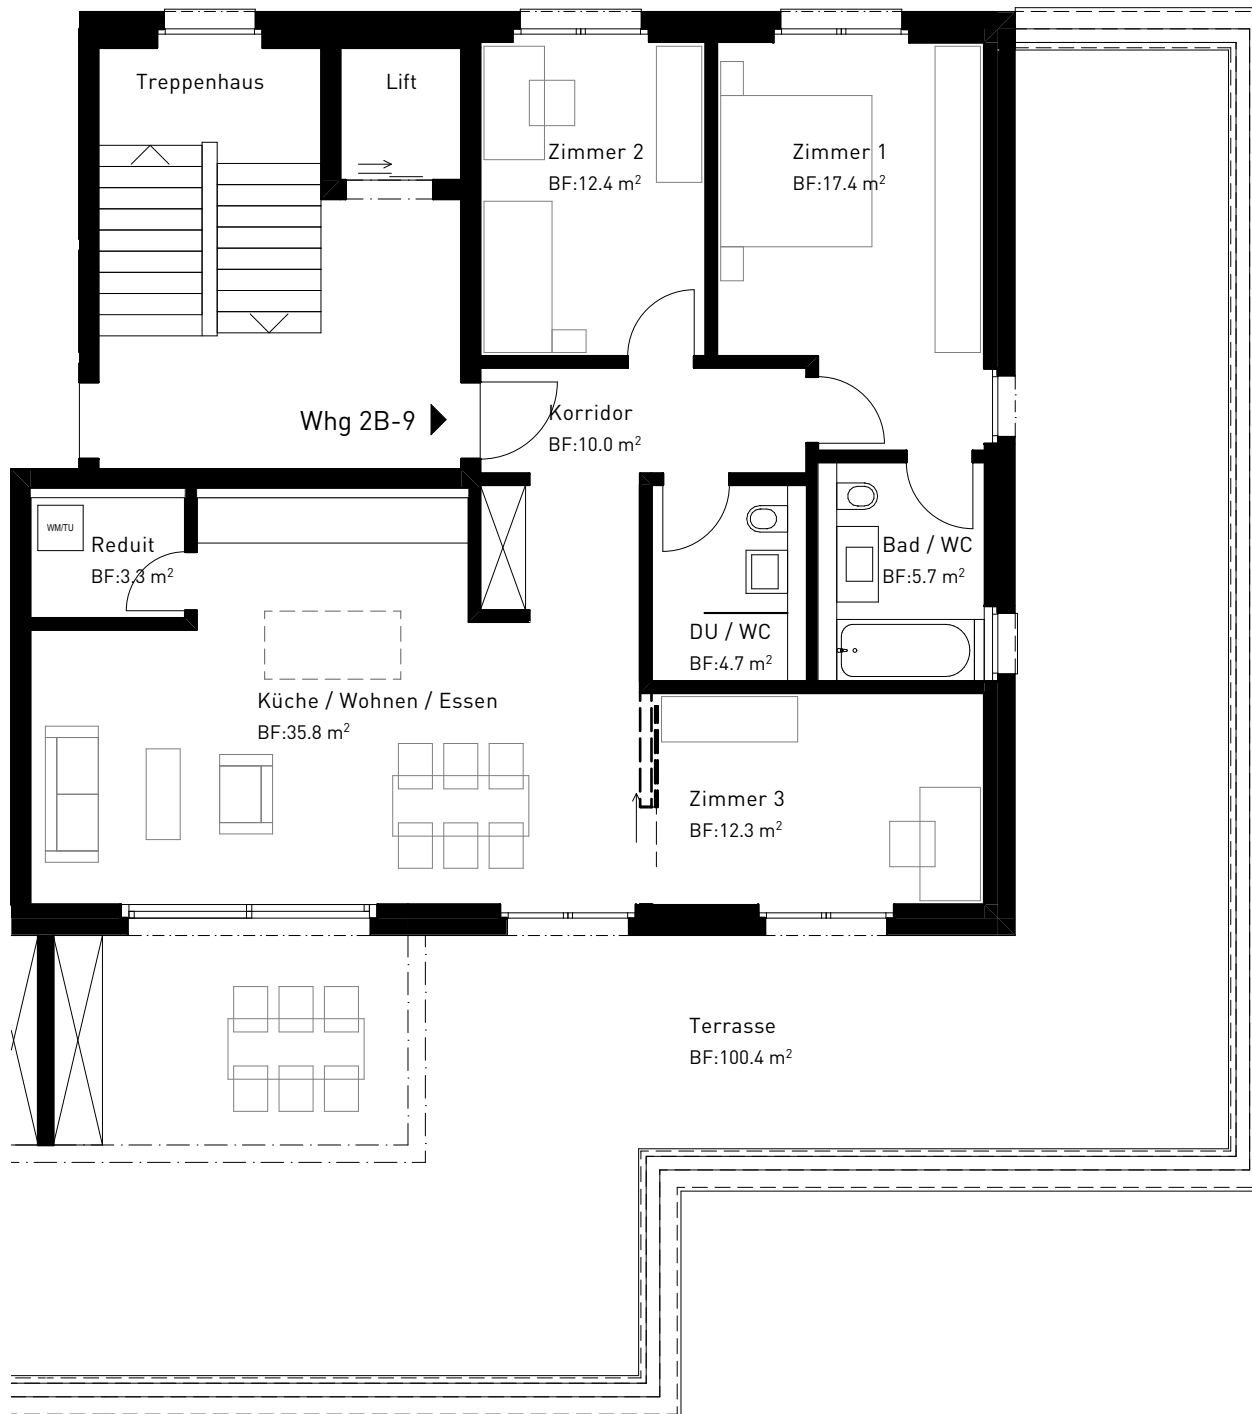 Treppenhaus
Lift
Zimmer 2
BF:12.4 m²
Zimmer 1
BF:17.4 m²
Whg 2B-9
Korridor
BF:10.0 m²
WM/TU
Reduit
BF:3.3 m²
Bad / WC
BF:5.7 m²
DU / WC
BF:4.7 m²
Küche / Wohnen / Essen
BF:35.8 m²
Zimmer 3
BF:12.3 m²
Terrasse
BF:100.4 m²